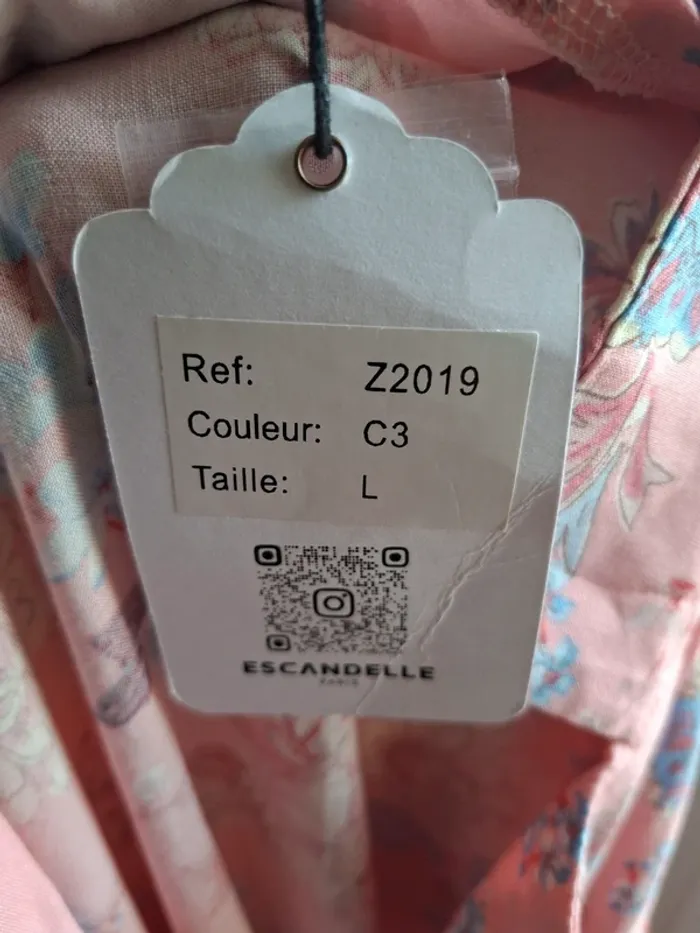 Ref: Z2019
Couleur: C3
Taille: L
ESCANDELLE
PARIS